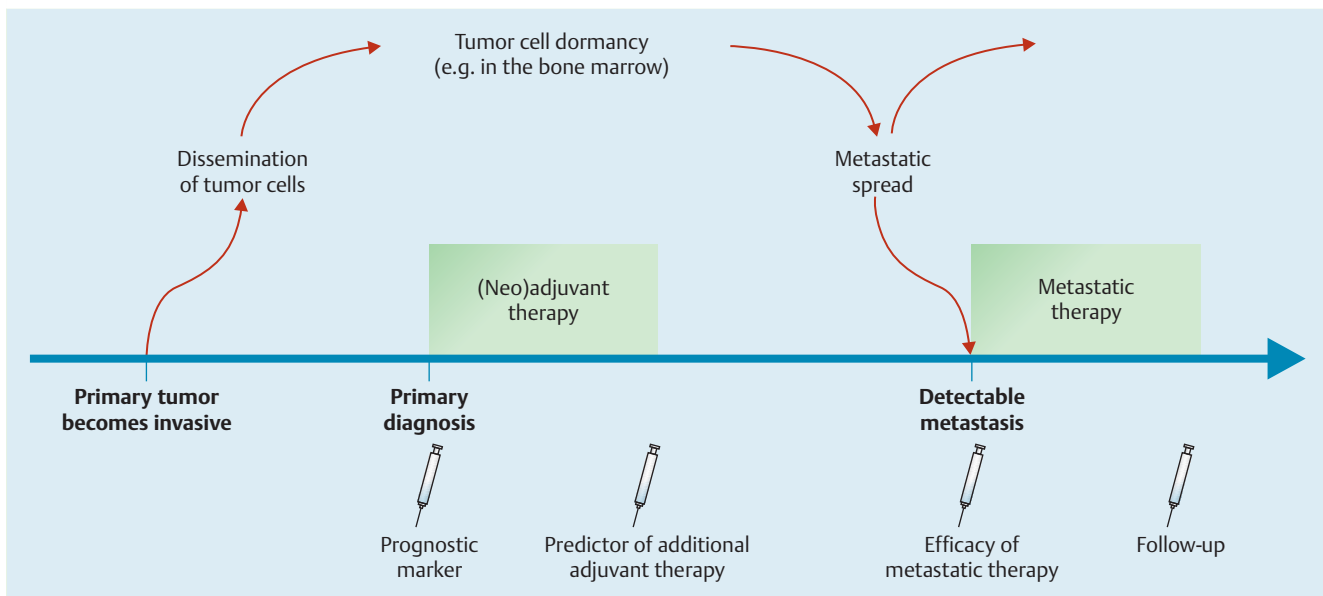 Tumor cell dormancy
(e.g. in the bone marrow)
Dissemination
of tumor cells
Metastatic
spread
(Neo)adjuvant
therapy
Metastatic
therapy
Primary tumor
becomes invasive
Primary
diagnosis
Detectable
metastasis
Prognostic
marker
Predictor of additional
adjuvant therapy
Efficacy of
metastatic therapy
Follow-up